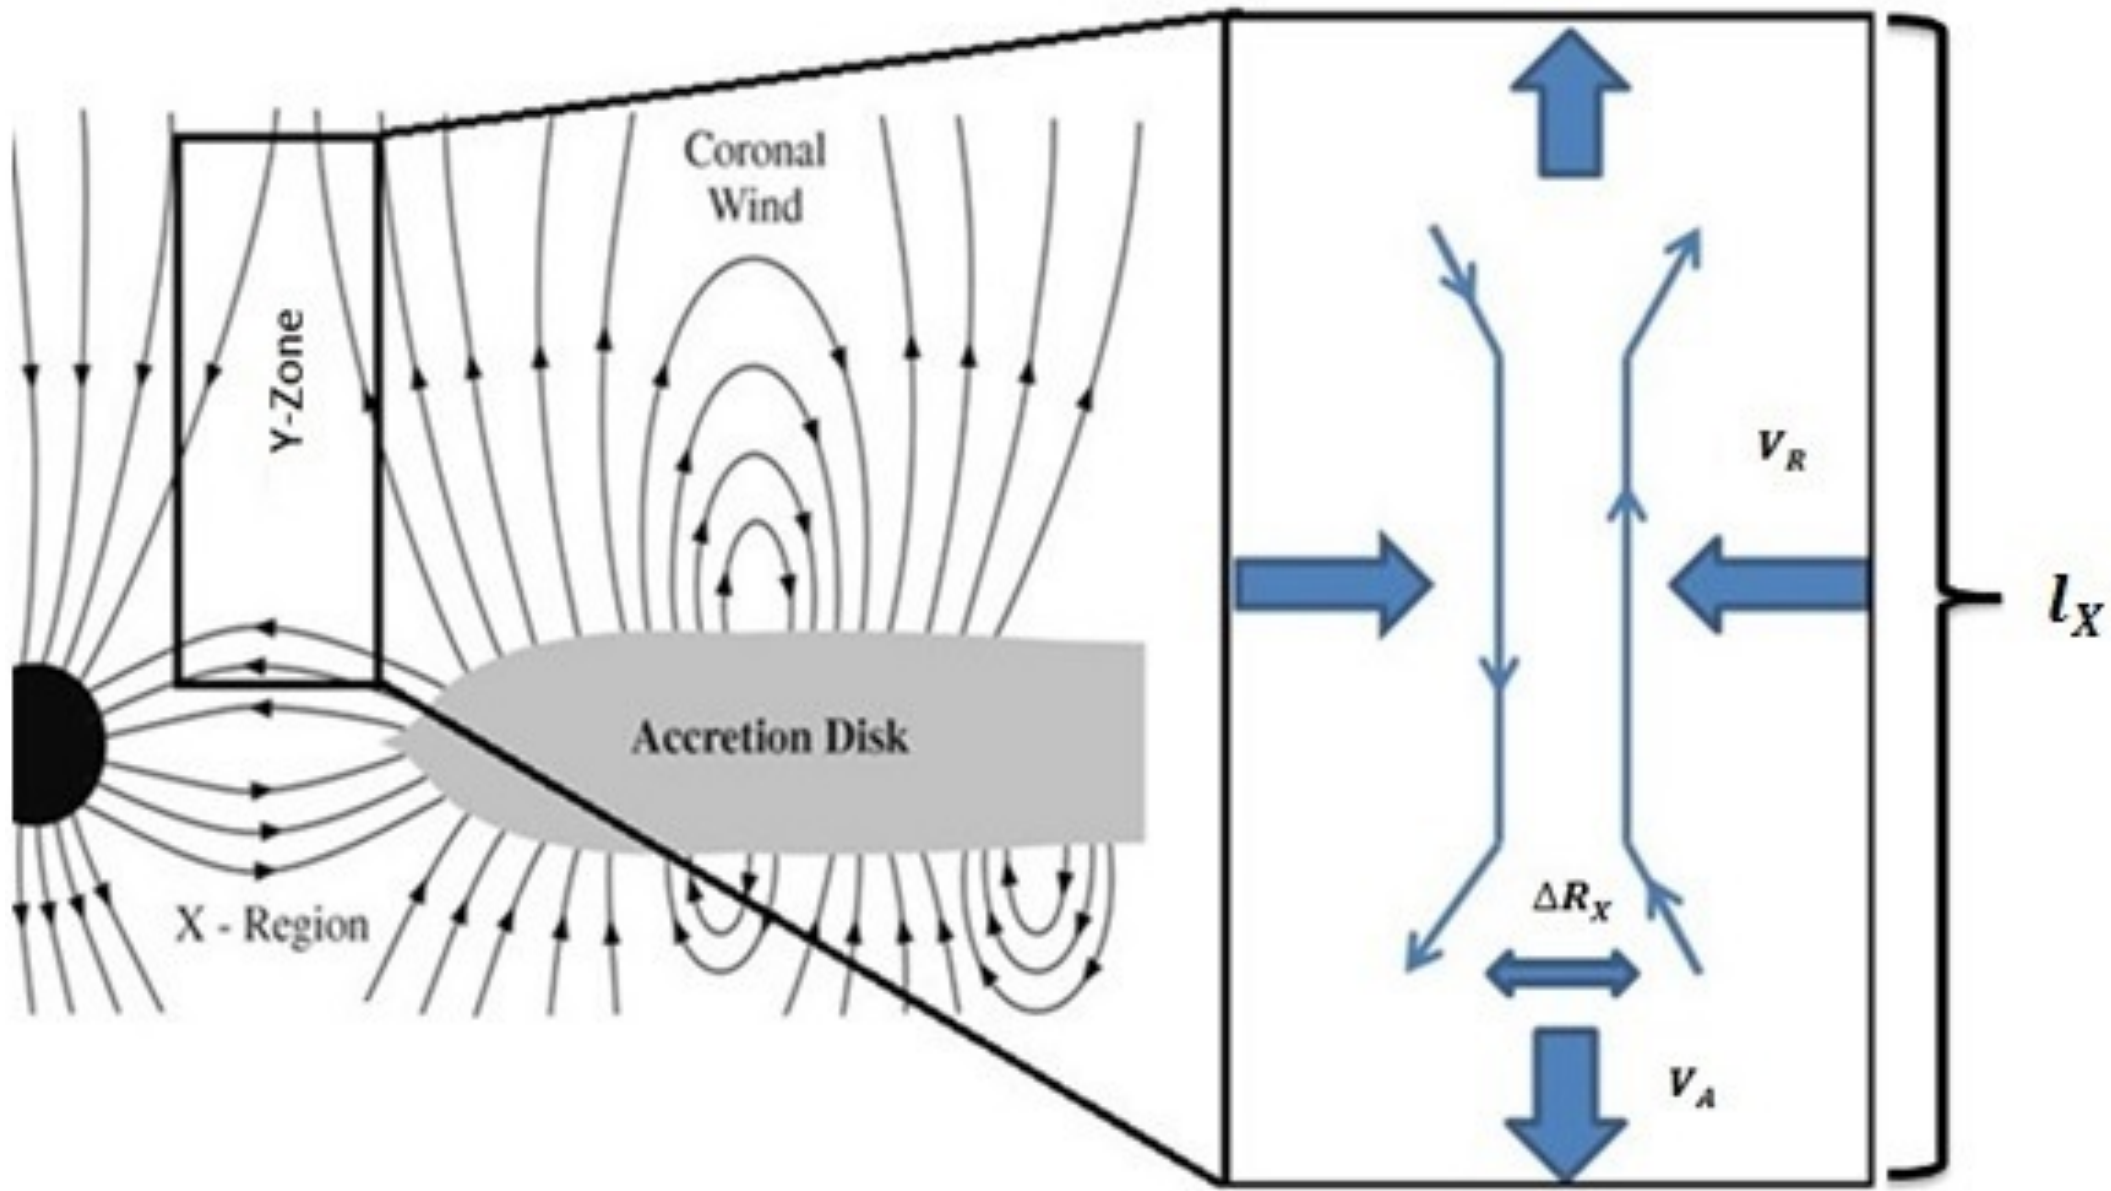 Coronal
Wind
Y-Zone
Accretion Disk
X - Region
V_R
l_X
ΔR_X
V_A